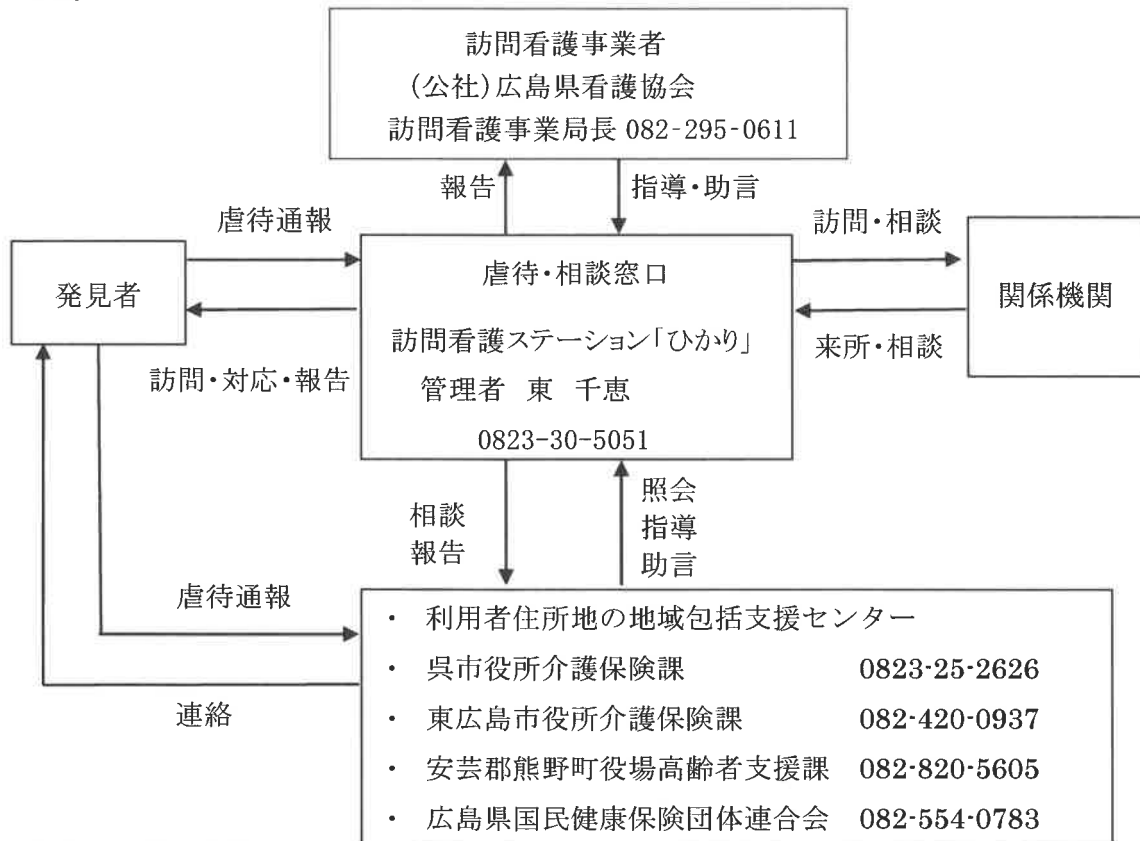 訪問看護事業者
(公社)広島県看護協会
訪問看護事業局長 082-295-0611
報告
指導・助言
虐待通報
訪問・相談
発見者
虐待・相談窓口
訪問看護ステーション「ひかり」
管理者 東 千恵
0823-30-5051
関係機関
訪問・対応・報告
来所・相談
相談
報告
照会
指導
助言
虐待通報
連絡
・ 利用者住所地の地域包括支援センター
・ 呉市役所介護保険課 0823-25-2626
・ 東広島市役所介護保険課 082-420-0937
・ 安芸郡熊野町役場高齢者支援課 082-820-5605
・ 広島県国民健康保険団体連合会 082-554-0783